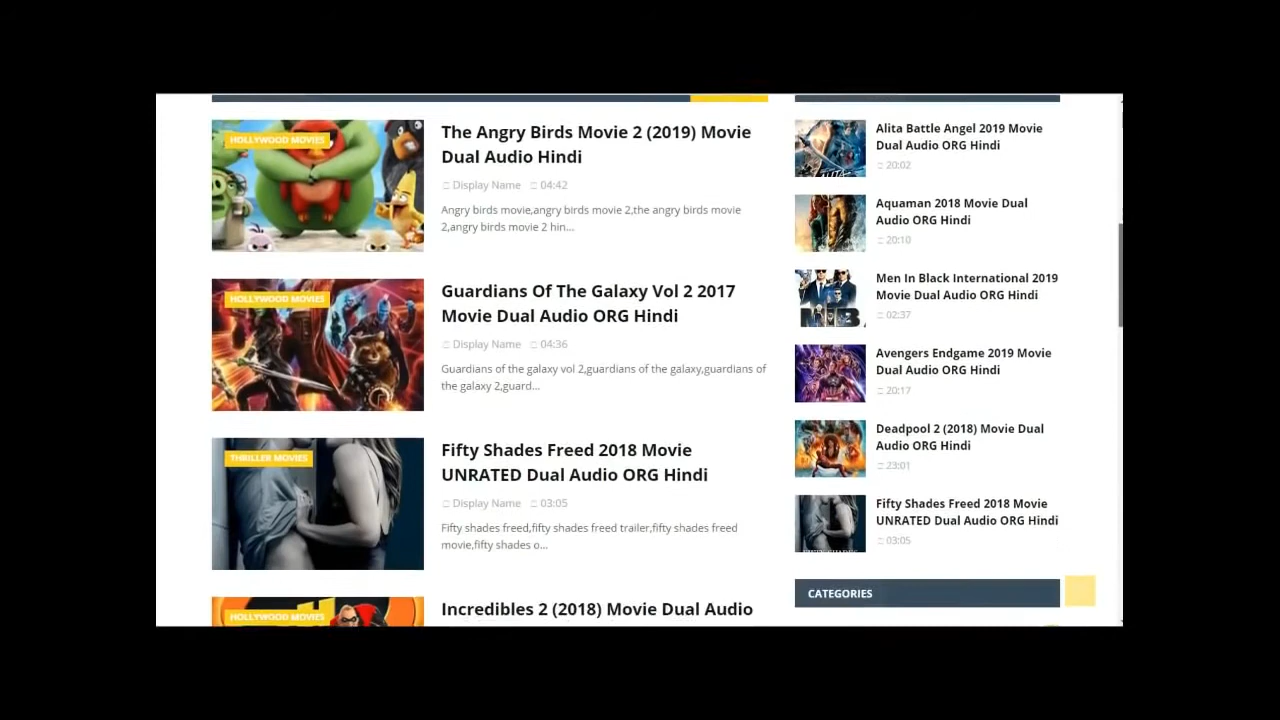 HOLLYWOOD MOVIES
The Angry Birds Movie 2 (2019) Movie
Dual Audio Hindi
Display Name 04:42
Angry birds movie,angry birds movie 2,the angry birds movie
2,angry birds movie 2 hin...
HOLLYWOOD MOVIES
Guardians Of The Galaxy Vol 2 2017
Movie Dual Audio ORG Hindi
Display Name 04:36
Guardians of the galaxy vol 2,guardians of the galaxy,guardians of
the galaxy 2,guard...
THRILLER MOVIES
Fifty Shades Freed 2018 Movie
UNRATED Dual Audio ORG Hindi
Display Name 03:05
Fifty shades freed,fifty shades freed trailer,fifty shades freed
movie,fifty shades o...
HOLLYWOOD MOVIES
Incredibles 2 (2018) Movie Dual Audio
Alita Battle Angel 2019 Movie
Dual Audio ORG Hindi
20:02
Aquaman 2018 Movie Dual
Audio ORG Hindi
20:10
Men In Black International 2019
Movie Dual Audio ORG Hindi
02:37
MIB
Avengers Endgame 2019 Movie
Dual Audio ORG Hindi
20:17
Deadpool 2 (2018) Movie Dual
Audio ORG Hindi
23:01
Fifty Shades Freed 2018 Movie
UNRATED Dual Audio ORG Hindi
03:05
CATEGORIES